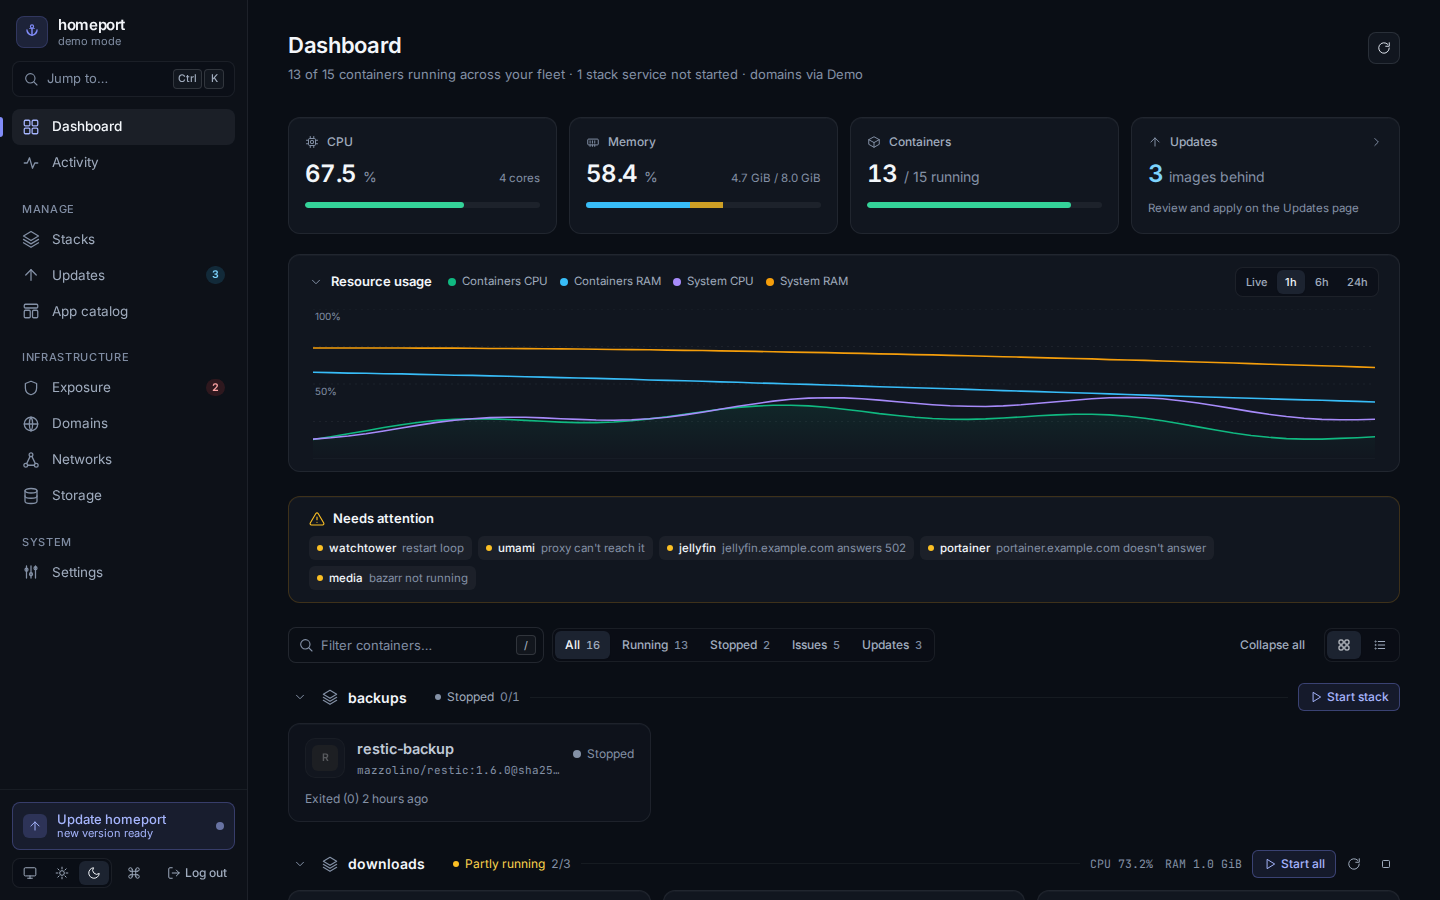 homeport
demo mode
Jump to...
Ctrl K
Dashboard
Activity
MANAGE
Stacks
Updates 3
App catalog
INFRASTRUCTURE
Exposure 2
Domains
Networks
Storage
SYSTEM
Settings
Update homeport
new version ready
Log out
Dashboard
13 of 15 containers running across your fleet · 1 stack service not started · domains via Demo
CPU
67.5 %
4 cores
Memory
58.4 %
4.7 GiB / 8.0 GiB
Containers
13 / 15 running
Updates
3 images behind
Review and apply on the Updates page
Resource usage
Containers CPU
Containers RAM
System CPU
System RAM
Live 1h 6h 24h
100%
50%
Needs attention
watchtower restart loop
umami proxy can't reach it
jellyfin jellyfin.example.com answers 502
portainer portainer.example.com doesn't answer
media bazarr not running
Filter containers... /
All 16
Running 13
Stopped 2
Issues 5
Updates 3
Collapse all
backups
Stopped 0/1
Start stack
R
restic-backup
Stopped
mazzolino/restic:1.6.0@sha25…
Exited (0) 2 hours ago
downloads
Partly running 2/3
CPU 73.2% RAM 1.0 GiB
Start all